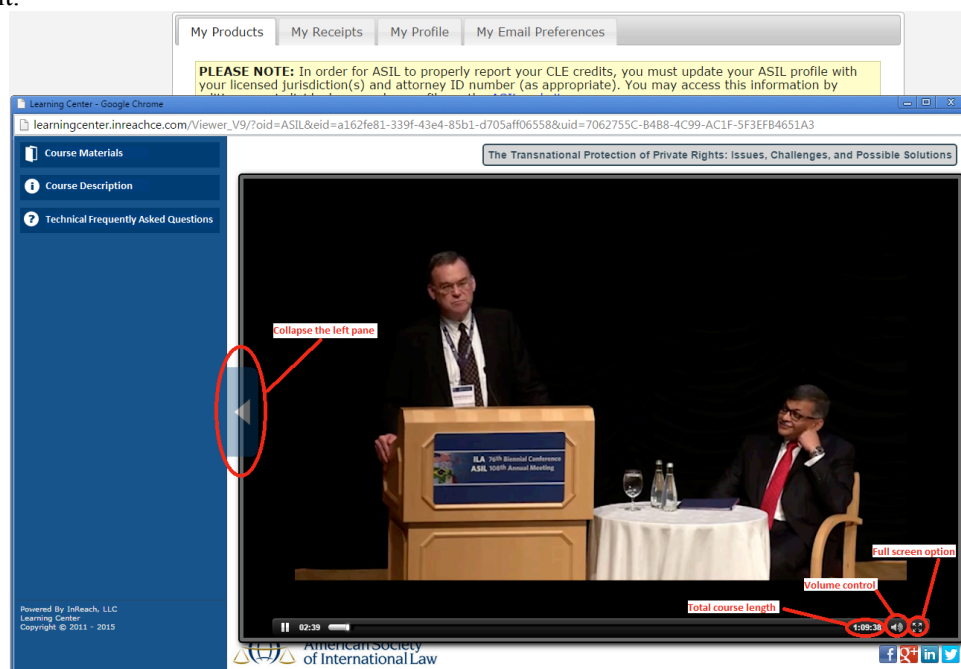 t.
My Products My Receipts My Profile My Email Preferences
PLEASE NOTE: In order for ASIL to properly report your CLE credits, you must update your ASIL profile with
your licensed jurisdiction(s) and attorney ID number (as appropriate). You may access this information by
Learning Center - Google Chrome
learningcenter.inreachce.com/Viewer_V9/?oid=ASIL&eid=a162fe81-339f-43e4-85b1-d705aff06558&uid=7062755C-B4B8-4C99-AC1F-5F3EFB4651A3
Course Materials
The Transnational Protection of Private Rights: Issues, Challenges, and Possible Solutions
Course Description
Technical Frequently Asked Questions
Collapse the left pane
ILA 76th Biennial Conference
ASIL 108th Annual Meeting
Full screen option
Volume control
Total course length
Powered By InReach, LLC
Learning Center
Copyright © 2011 - 2015
02:39
1:09:38
American Society
of International Law
f g+ in